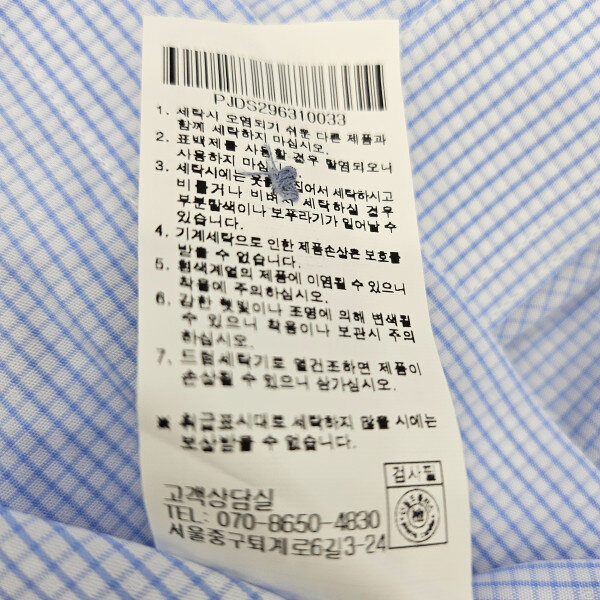 PJDS296310033
1. 세탁시 오염되기 쉬운 다른 제품과
함께 세탁하지 마십시오.
2. 표백제를 사용할 경우 탈염되오니
사용하지 마십
3. 세탁시에는 어서 세탁하시고
비틀거나 비벼서 세탁하실 경우
부분탈색이나 보푸라기가 일어날 수
있습니다.
4. 기계세탁으로 인한 제품손상은 보호를
받을 수 없습니다.
5. 흰색계열의 제품에 이염될 수 있으니
착용에 주의하십시오.
6. 강한 햇빛이나 조명에 의해 변색될
수 있으니 착용이나 보관시 주의
하십시오.
7. 드럼세탁기로 열건조하면 제품이
손상될 수 있으니 삼가십시오.
※ 취급표시대로 세탁하지 않을 시에는
보상받을 수 없습니다.
검사필
고객상담실
TEL: 070-8650-4830
서울중구퇴계로6길3-24